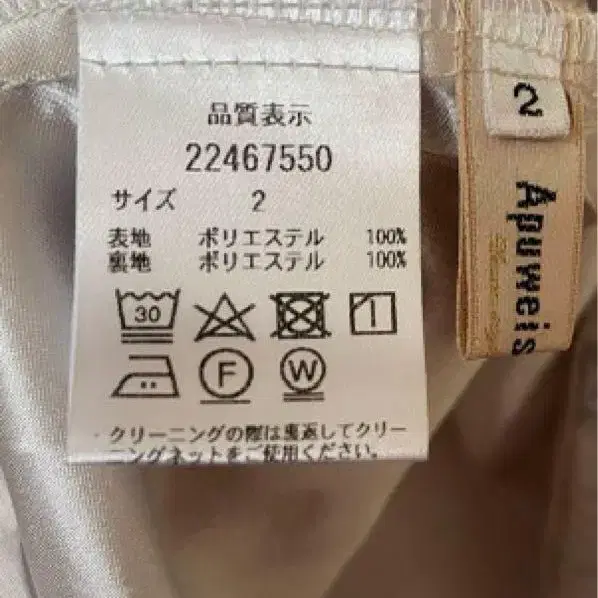 品質表示
22467550
サイズ 2
表地 ポリエステル 100%
裏地 ポリエステル 100%
30
F
W
クリーニングの際は裏返してクリー
ニングネットをご使用ください。
2
Apuweis